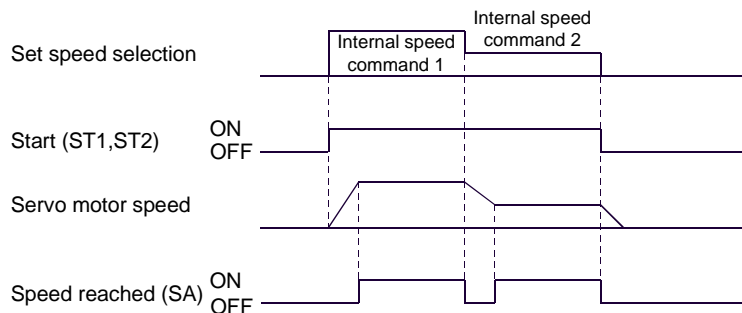 Internal speed
command 2
Internal speed
command 1
Set speed selection
Start (ST1,ST2)
ON
OFF
Servo motor speed
Speed reached (SA)
ON
OFF